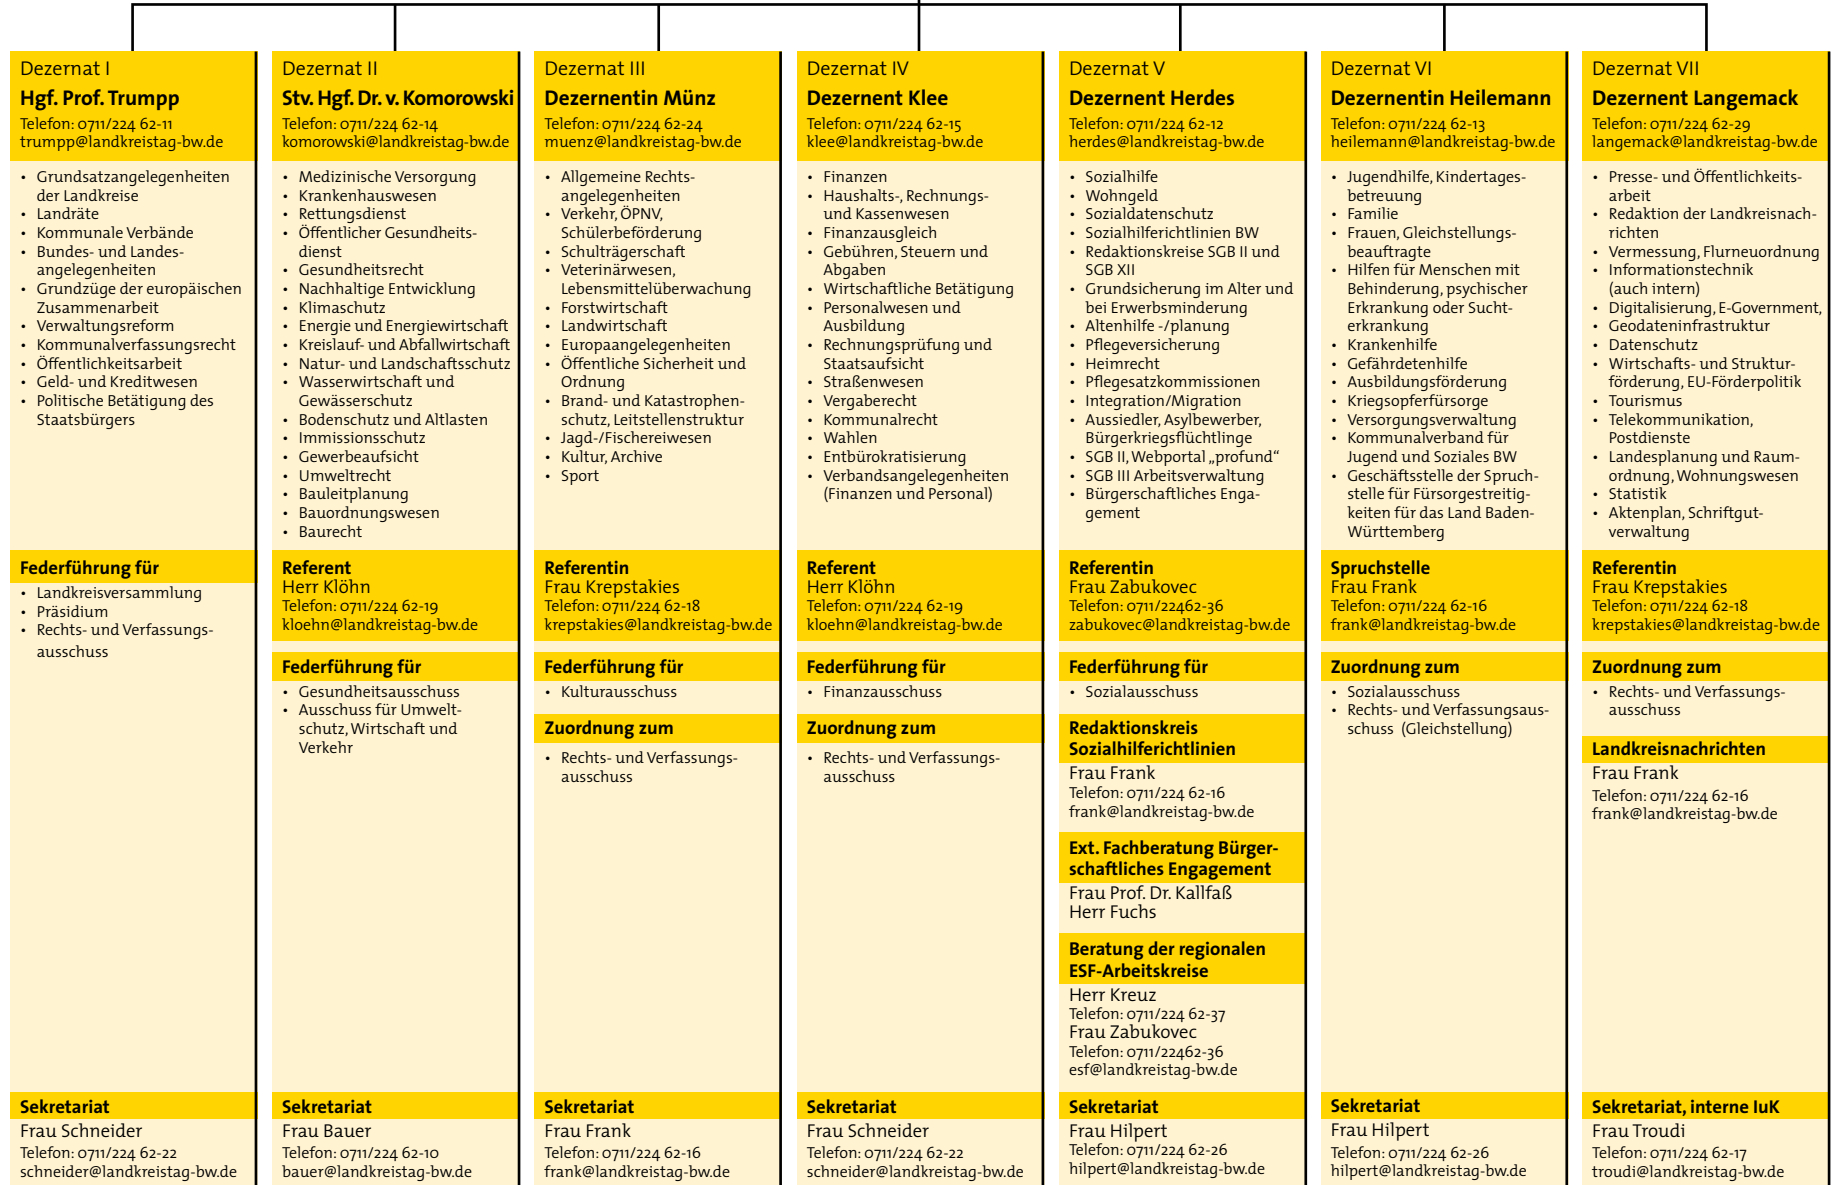 Dezernat I
Hgf. Prof. Trumpp
Telefon: 0711/224 62-11
trumpp@landkreistag-bw.de
• Grundsatzangelegenheiten
der Landkreise
• Landräte
• Kommunale Verbände
• Bundes- und Landes-
angelegenheiten
• Grundzüge der europäischen
Zusammenarbeit
• Verwaltungsreform
• Kommunalverfassungsrecht
• Öffentlichkeitsarbeit
• Geld- und Kreditwesen
• Politische Betätigung des
Staatsbürgers
Federführung für
• Landkreisversammlung
• Präsidium
• Rechts- und Verfassungs-
ausschuss
Sekretariat
Frau Schneider
Telefon: 0711/224 62-22
schneider@landkreistag-bw.de
Dezernat II
Stv. Hgf. Dr. v. Komorowski
Telefon: 0711/224 62-14
komorowski@landkreistag-bw.de
• Medizinische Versorgung
• Krankenhauswesen
• Rettungsdienst
• Öffentlicher Gesundheits-
dienst
• Gesundheitsrecht
• Nachhaltige Entwicklung
• Klimaschutz
• Energie und Energiewirtschaft
• Kreislauf- und Abfallwirtschaft
• Natur- und Landschaftsschutz
• Wasserwirtschaft und
Gewässerschutz
• Bodenschutz und Altlasten
• Immissionsschutz
• Gewerbeaufsicht
• Umweltrecht
• Bauleitplanung
• Bauordnungswesen
• Baurecht
Referent
Herr Klöhn
Telefon: 0711/224 62-19
kloehn@landkreistag-bw.de
Federführung für
• Gesundheitsausschuss
• Ausschuss für Umwelt-
schutz, Wirtschaft und
Verkehr
Sekretariat
Frau Bauer
Telefon: 0711/224 62-10
bauer@landkreistag-bw.de
Dezernat III
Dezernentin Münz
Telefon: 0711/224 62-24
muenz@landkreistag-bw.de
• Allgemeine Rechts-
angelegenheiten
• Verkehr, ÖPNV,
Schülerbeförderung
• Schulträgerschaft
• Veterinärwesen,
Lebensmittelüberwachung
• Forstwirtschaft
• Landwirtschaft
• Europaangelegenheiten
• Öffentliche Sicherheit und
Ordnung
• Brand- und Katastrophen-
schutz, Leitstellenstruktur
• Jagd-/Fischereiwesen
• Kultur, Archive
• Sport
Referentin
Frau Krepstakies
Telefon: 0711/224 62-18
krepstakies@landkreistag-bw.de
Federführung für
• Kulturausschuss
Zuordnung zum
• Rechts- und Verfassungs-
ausschuss
Sekretariat
Frau Frank
Telefon: 0711/224 62-16
frank@landkreistag-bw.de
Dezernat IV
Dezernent Klee
Telefon: 0711/224 62-15
klee@landkreistag-bw.de
• Finanzen
• Haushalts-, Rechnungs-
und Kassenwesen
• Finanzausgleich
• Gebühren, Steuern und
Abgaben
• Wirtschaftliche Betätigung
• Personalwesen und
Ausbildung
• Rechnungsprüfung und
Staatsaufsicht
• Straßenwesen
• Vergaberecht
• Kommunalrecht
• Wahlen
• Entbürokratisierung
• Verbandsangelegenheiten
(Finanzen und Personal)
Referent
Herr Klöhn
Telefon: 0711/224 62-19
kloehn@landkreistag-bw.de
Federführung für
• Finanzausschuss
Zuordnung zum
• Rechts- und Verfassungs-
ausschuss
Sekretariat
Frau Schneider
Telefon: 0711/224 62-22
schneider@landkreistag-bw.de
Dezernat V
Dezernent Herdes
Telefon: 0711/224 62-12
herdes@landkreistag-bw.de
• Sozialhilfe
• Wohngeld
• Sozialdatenschutz
• Sozialhilferichtlinien BW
• Redaktionskreise SGB II und
SGB XII
• Grundsicherung im Alter und
bei Erwerbsminderung
• Altenhilfe -/planung
• Pflegeversicherung
• Heimrecht
• Pflegesatzkommissionen
• Integration/Migration
• Aussiedler, Asylbewerber,
Bürgerkriegsflüchtlinge
• SGB II, Webportal „profund“
• SGB III Arbeitsverwaltung
• Bürgerschaftliches Enga-
gement
Referentin
Frau Zabukovec
Telefon: 0711/22462-36
zabukovec@landkreistag-bw.de
Federführung für
• Sozialausschuss
Redaktionskreis
Sozialhilferichtlinien
Frau Frank
Telefon: 0711/224 62-16
frank@landkreistag-bw.de
Ext. Fachberatung Bürger-
schaftliches Engagement
Frau Prof. Dr. Kallfaß
Herr Fuchs
Beratung der regionalen
ESF-Arbeitskreise
Herr Kreuz
Telefon: 0711/224 62-37
Frau Zabukovec
Telefon: 0711/22462-36
esf@landkreistag-bw.de
Sekretariat
Frau Hilpert
Telefon: 0711/224 62-26
hilpert@landkreistag-bw.de
Dezernat VI
Dezernentin Heilemann
Telefon: 0711/224 62-13
heilemann@landkreistag-bw.de
• Jugendhilfe, Kindertages-
betreuung
• Familie
• Frauen, Gleichstellungs-
beauftragte
• Hilfen für Menschen mit
Behinderung, psychischer
Erkrankung oder Sucht-
erkrankung
• Krankenhilfe
• Gefährdetenhilfe
• Ausbildungsförderung
• Kriegsopferfürsorge
• Versorgungsverwaltung
• Kommunalverband für
Jugend und Soziales BW
• Geschäftsstelle der Spruch-
stelle für Fürsorgestreitig-
keiten für das Land Baden-
Württemberg
Spruchstelle
Frau Frank
Telefon: 0711/224 62-16
frank@landkreistag-bw.de
Zuordnung zum
• Sozialausschuss
• Rechts- und Verfassungsaus-
schuss (Gleichstellung)
Sekretariat
Frau Hilpert
Telefon: 0711/224 62-26
hilpert@landkreistag-bw.de
Dezernat VII
Dezernent Langemack
Telefon: 0711/224 62-29
langemack@landkreistag-bw.de
• Presse- und Öffentlichkeits-
arbeit
• Redaktion der Landkreisnach-
richten
• Vermessung, Flurneuordnung
• Informationstechnik
(auch intern)
• Digitalisierung, E-Government,
• Geodateninfrastruktur
• Datenschutz
• Wirtschafts- und Struktur-
förderung, EU-Förderpolitik
• Tourismus
• Telekommunikation,
Postdienste
• Landesplanung und Raum-
ordnung, Wohnungswesen
• Statistik
• Aktenplan, Schriftgut-
verwaltung
Referentin
Frau Krepstakies
Telefon: 0711/224 62-18
krepstakies@landkreistag-bw.de
Zuordnung zum
• Rechts- und Verfassungs-
ausschuss
Landkreisnachrichten
Frau Frank
Telefon: 0711/224 62-16
frank@landkreistag-bw.de
Sekretariat, interne IuK
Frau Troudi
Telefon: 0711/224 62-17
troudi@landkreistag-bw.de